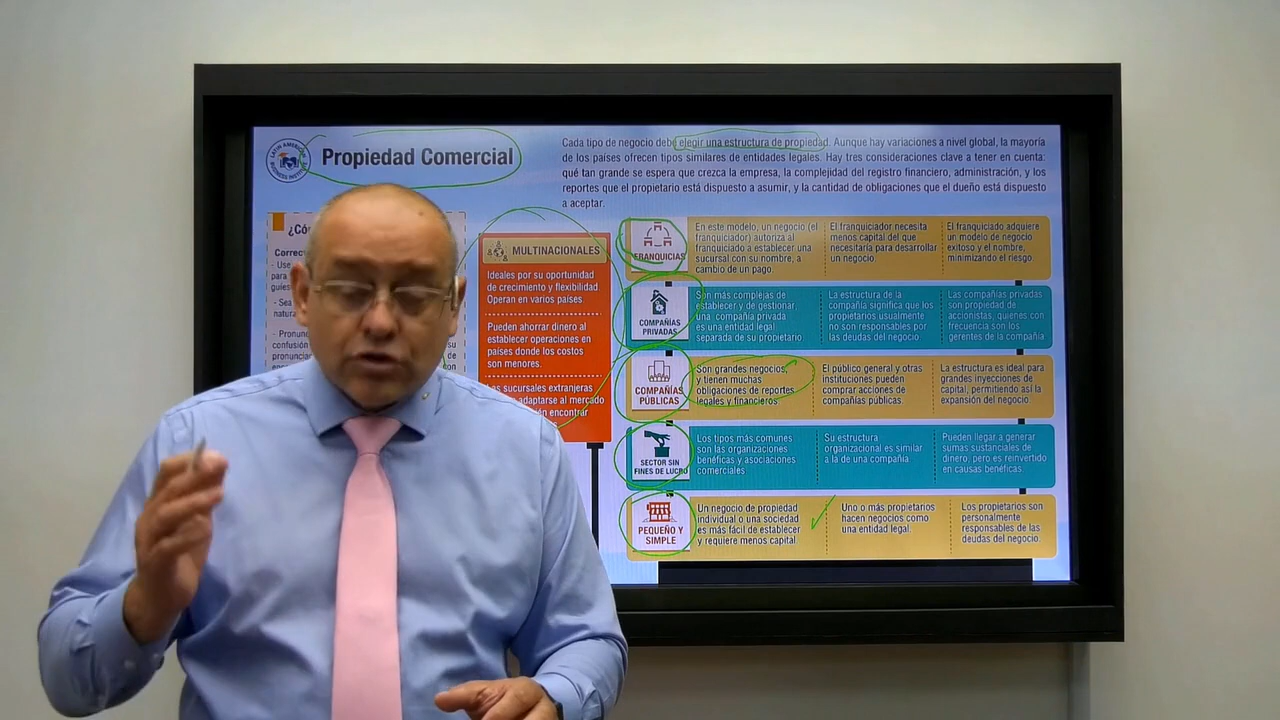 LATIN AMERICAN
BUSINESS INSTITUTE
Propiedad Comercial
Cada tipo de negocio debe elegir una estructura de propiedad. Aunque hay variaciones a nivel global, la mayoría
de los países ofrecen tipos similares de entidades legales. Hay tres consideraciones clave a tener en cuenta:
qué tan grande se espera que crezca la empresa, la complejidad del registro financiero, administración, y los
reportes que el propietario está dispuesto a asumir, y la cantidad de obligaciones que el dueño está dispuesto
a aceptar.
¿Có
Correc
- Use
para
- Sea
natura
- Pronun
confusión
MULTINACIONALES
Ideales por su oportunidad
de crecimiento y flexibilidad.
Operan en varios países.
Pueden ahorrar dinero al
establecer operaciones en
países donde los costos
son menores.
Las sucursales extranjeras
adaptarse al mercado
encontrar
FRANQUICIAS
En este modelo, un negocio (el
franquiciador) autoriza al
franquiciado a establecer una
sucursal con su nombre, a
cambio de un pago.
El franquiciador necesita
menos capital del que
necesitaría para desarrollar
un negocio.
El franquiciado adquiere
un modelo de negocio
exitoso y el nombre,
minimizando el riesgo.
COMPAÑÍAS
PRIVADAS
Son más complejas de
establecer y de gestionar
una compañía privada
es una entidad legal
separada de su propietario
La estructura de la
compañía significa que los
propietarios usualmente
no son responsables por
las deudas del negocio
Las compañías privadas
son propiedad de
accionistas, quienes con
frecuencia son los
gerentes de la compañía
COMPAÑÍAS
PÚBLICAS
Son grandes negocios,
y tienen muchas
obligaciones de reportes
legales y financieros.
El público general y otras
instituciones pueden
comprar acciones de
compañías públicas.
La estructura es ideal para
grandes inyecciones de
capital, permitiendo así la
expansión del negocio.
SECTOR SIN
FINES DE LUCRO
Los tipos más comunes
son las organizaciones
benéficas y asociaciones
comerciales
Su estructura
organizacional es similar
a la de una compañía.
Pueden llegar a generar
sumas sustanciales de
dinero, pero es reinvertido
en causas benéficas
PEQUEÑO Y
SIMPLE
Un negocio de propiedad
individual o una sociedad
es más fácil de establecer
y requiere menos capital.
Uno o más propietarios
hacen negocios como
una entidad legal.
Los propietarios son
personalmente
responsables de las
deudas del negocio.